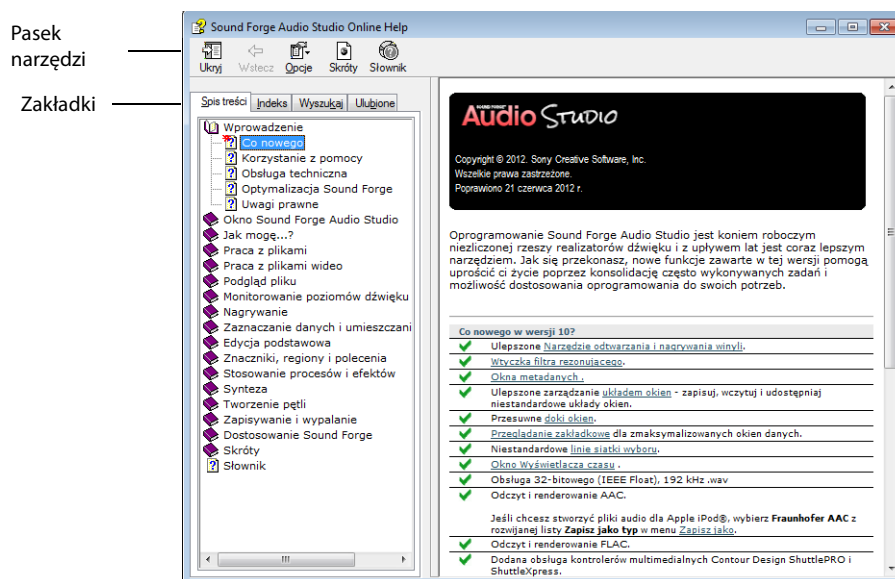 Pasek
narzędzi
Zakładki
Sound Forge Audio Studio Online Help
Ukryj Wstecz Opcje Skróty Słownik
Spis treści Indeks Wyszukaj Ulubione
Wprowadzenie
Co nowego
Korzystanie z pomocy
Obsługa techniczna
Optymalizacja Sound Forge
Uwagi prawne
Okno Sound Forge Audio Studio
Jak mogę...?
Praca z plikami
Praca z plikami wideo
Podgląd pliku
Monitorowanie poziomów dźwięku
Nagrywanie
Zaznaczanie danych i umieszczani
Edycja podstawowa
Znaczniki, regiony i polecenia
Stosowanie procesów i efektów
Synteza
Tworzenie pętli
Zapisywanie i wypalanie
Dostosowanie Sound Forge
Skróty
Słownik
SOUND FORGE
AUDIO STUDIO
Copyright © 2012. Sony Creative Software, Inc.
Wszelkie prawa zastrzeżone.
Poprawiono 21 czerwca 2012 r.
Oprogramowanie Sound Forge Audio Studio jest koniem roboczym
niezliczonej rzeszy realizatorów dźwięku i z upływem lat jest coraz lepszym
narzędziem. Jak się przekonasz, nowe funkcje zawarte w tej wersji pomogą
uprościć ci życie poprzez konsolidację często wykonywanych zadań i
możliwość dostosowania oprogramowania do swoich potrzeb.
Co nowego w wersji 10?
Ulepszone Narzędzie odtwarzania i nagrywania winyli.
Wtyczka filtra rezonującego.
Okna metadanych .
Ulepszone zarządzanie układem okien - zapisuj, wczytuj i udostępniaj
niestandardowe układy okien.
Przesuwne doki okien.
Przeglądanie zakładkowe dla zmaksymalizowanych okien danych.
Niestandardowe linie siatki wyboru.
Okno Wyświetlacza czasu .
Obsługa 32-bitowego (IEEE Float), 192 kHz .wav
Odczyt i renderowanie AAC.
Jeśli chcesz stworzyć pliki audio dla Apple iPod®, wybierz Fraunhofer AAC z
rozwijanej listy Zapisz jako typ w menu Zapisz jako.
Odczyt i renderowanie FLAC.
Dodana obsługa kontrolerów multimedialnych Contour Design ShuttlePRO i
ShuttleXpress.